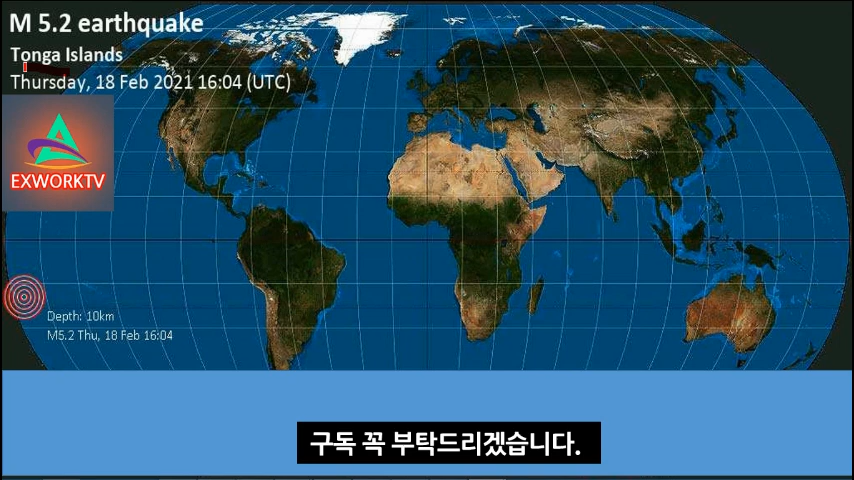 M 5.2 earthquake
Tonga Islands
Thursday, 18 Feb 2021 16:04 (UTC)
EXWORKTV
Depth: 10km
M5.2 Thu, 18 Feb 16:04
구독 꼭 부탁드리겠습니다.